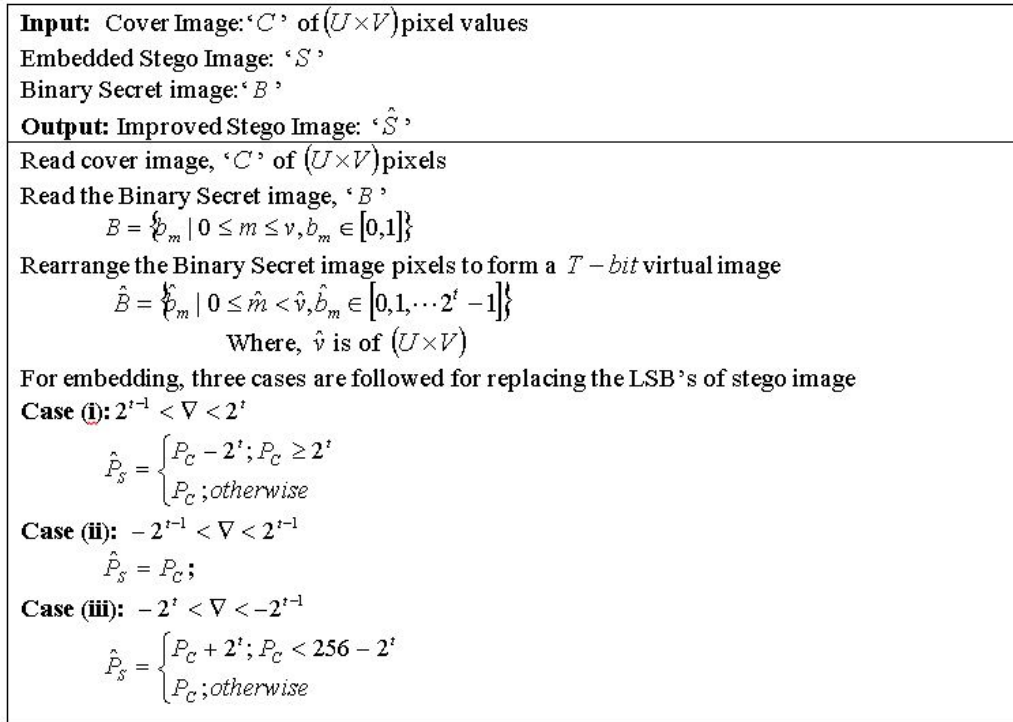 Input: Cover Image:‘C’ of (U×V) pixel values
Embedded Stego Image: ‘S’
Binary Secret image:‘B’
Output: Improved Stego Image: ‘Ŝ’
Read cover image, ‘C’ of (U×V) pixels
Read the Binary Secret image, ‘B’
B = {b_m | 0 ≤ m ≤ v, b_m ∈ [0,1]}
Rearrange the Binary Secret image pixels to form a T − bit virtual image
B̂ = {b̂_m | 0 ≤ m̂ < v̂, b̂_m ∈ [0,1,⋯2^t −1]}
Where, v̂ is of (U×V)
For embedding, three cases are followed for replacing the LSB’s of stego image
Case (i): 2^{t−1} < ∇ < 2^t
P̂_S = {P_C − 2^t; P_C ≥ 2^t
P_C; otherwise
Case (ii): − 2^{t−1} < ∇ < 2^{t−1}
P̂_S = P_C;
Case (iii): − 2^t < ∇ < −2^{t−1}
P̂_S = {P_C + 2^t; P_C < 256 − 2^t
P_C; otherwise